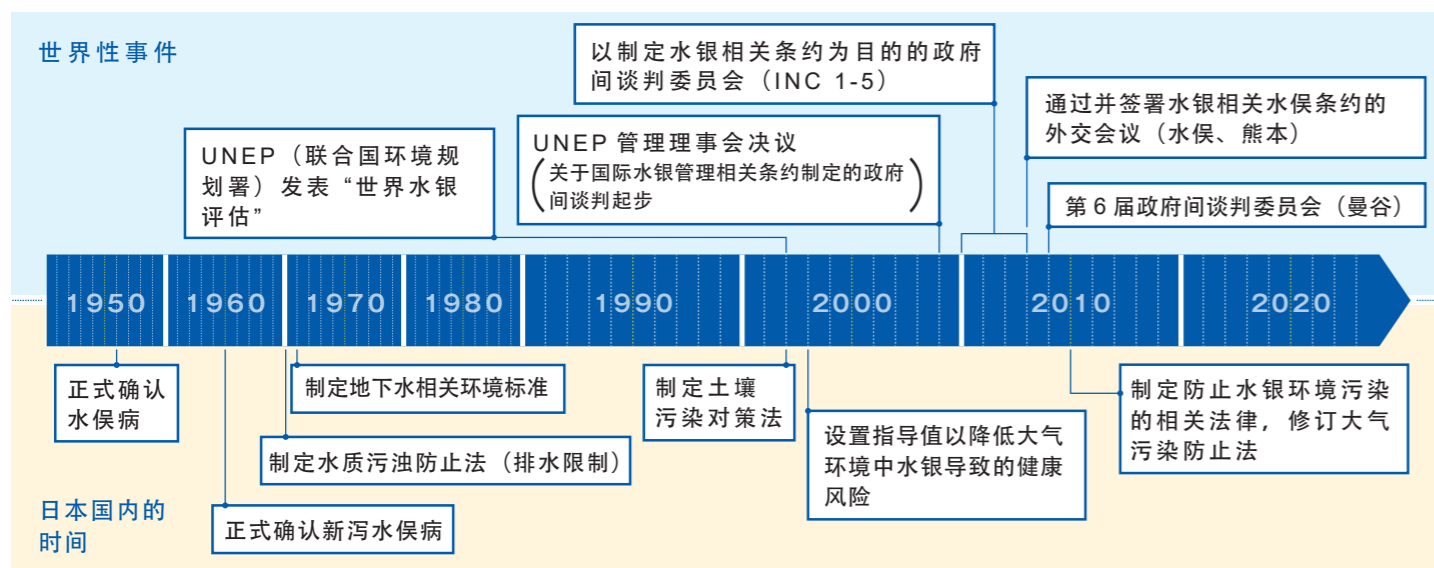 世界性事件
以制定水银相关条约为目的的政府
间谈判委员会（INC 1-5）
通过并签署水银相关水俣条约的
外交会议（水俣、熊本）
UNEP（联合国环境规
划署）发表“世界水银
评估”
UNEP 管理理事会决议
（关于国际水银管理相关条约制定的政府
间谈判起步）
第 6 届政府间谈判委员会（曼谷）
1950 1960 1970 1980 1990 2000 2010 2020
正式确认
水俣病
制定地下水相关环境标准
制定土壤
污染对策法
制定防止水银环境污染
的相关法律，修订大气
污染防止法
制定水质污浊防止法（排水限制）
设置指导值以降低大气
环境中水银导致的健康
风险
正式确认新泻水俣病
日本国内的
时间